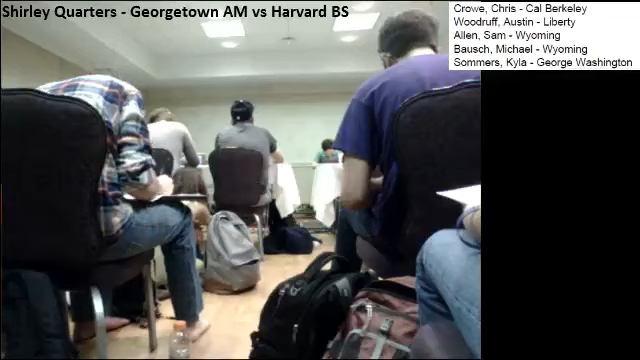 Shirley Quarters - Georgetown AM vs Harvard BS
Crowe, Chris - Cal Berkeley
Woodruff, Austin - Liberty
Allen, Sam - Wyoming
Bausch, Michael - Wyoming
Sommers, Kyla - George Washington